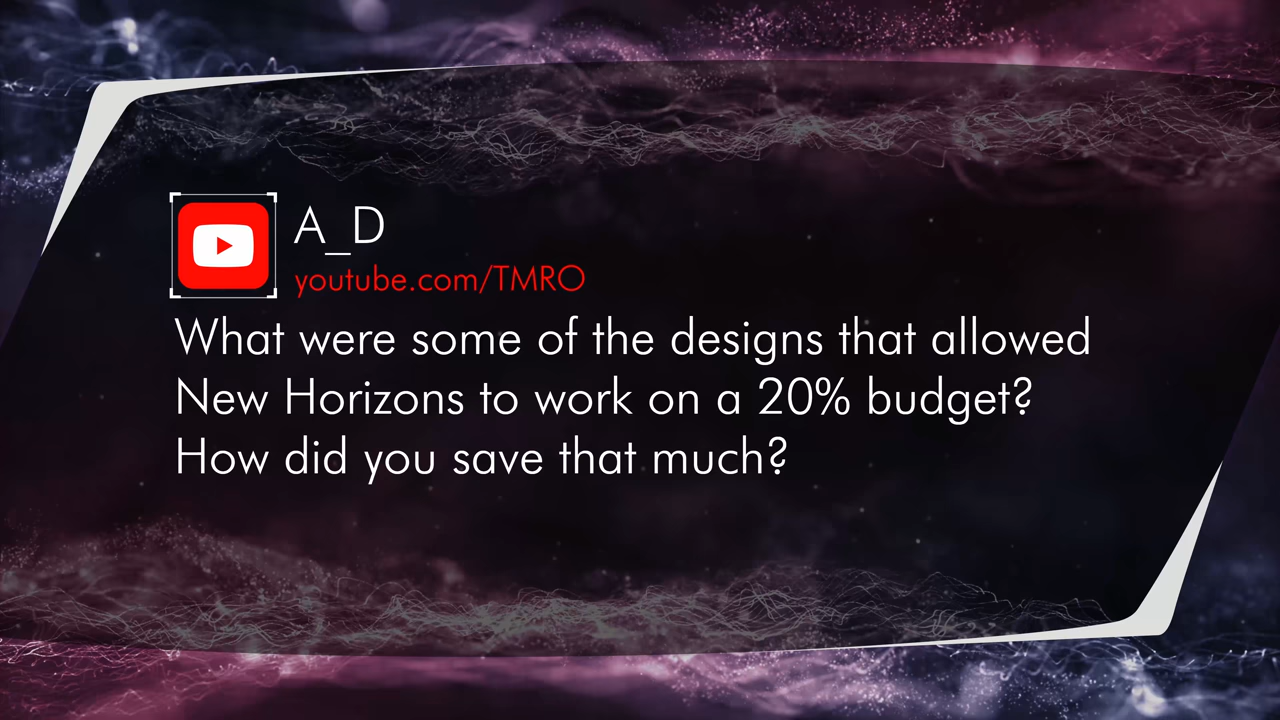 A_D
youtube.com/TMRO
What were some of the designs that allowed
New Horizons to work on a 20% budget?
How did you save that much?